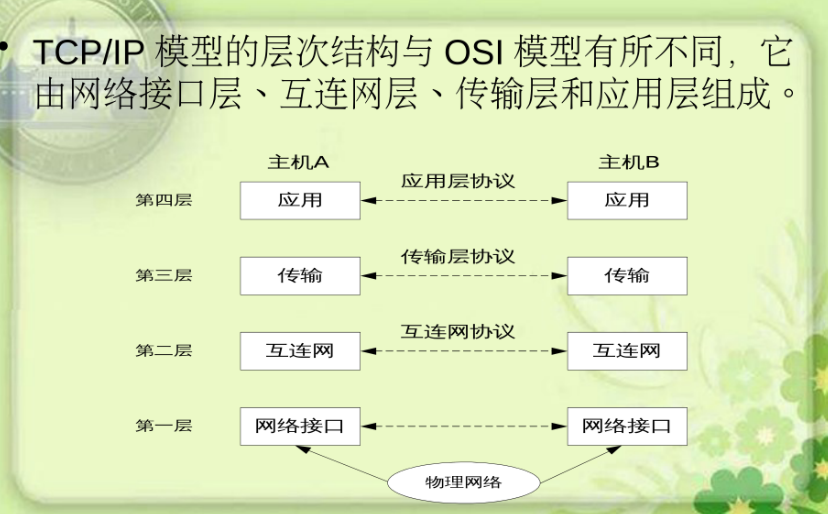 • TCP/IP 模型的层次结构与 OSI 模型有所不同，它
由网络接口层、互连网层、传输层和应用层组成。
主机A 主机B
应用层协议
第四层 应用 应用
传输层协议
第三层 传输 传输
互连网协议
第二层 互连网 互连网
第一层 网络接口 网络接口
物理网络